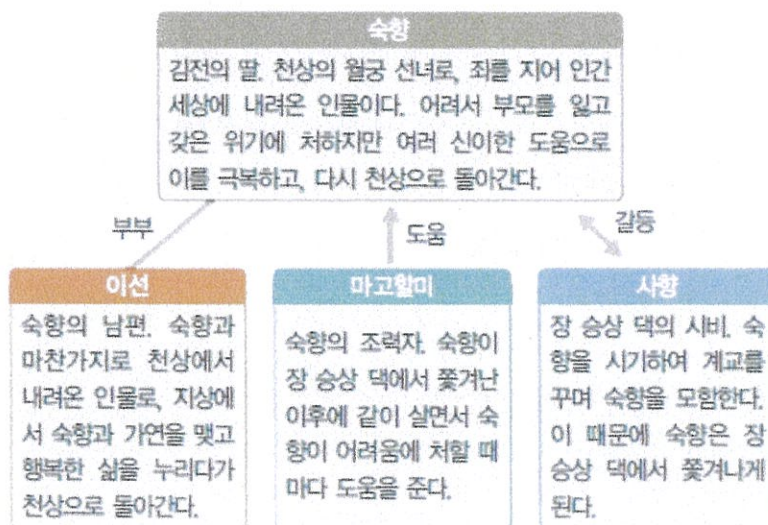 숙향
김전의 딸. 천상의 월궁 선녀로, 죄를 지어 인간
세상에 내려온 인물이다. 어려서 부모를 잃고
갖은 위기에 처하지만 여러 신이한 도움으로
이를 극복하고, 다시 천상으로 돌아간다.
부부
도움
갈등
이선
숙향의 남편. 숙향과
마찬가지로 천상에서
내려온 인물로, 지상에
서 숙향과 가연을 맺고
행복한 삶을 누리다가
천상으로 돌아간다.
마고할미
숙향의 조력자. 숙향이
장 승상 댁에서 쫓겨난
이후에 같이 살면서 숙
향이 어려움에 처할 때
마다 도움을 준다.
사향
장 승상 댁의 시비. 숙
향을 시기하여 계교를
꾸며 숙향을 모함한다.
이 때문에 숙향은 장
승상 댁에서 쫓겨나게
된다.